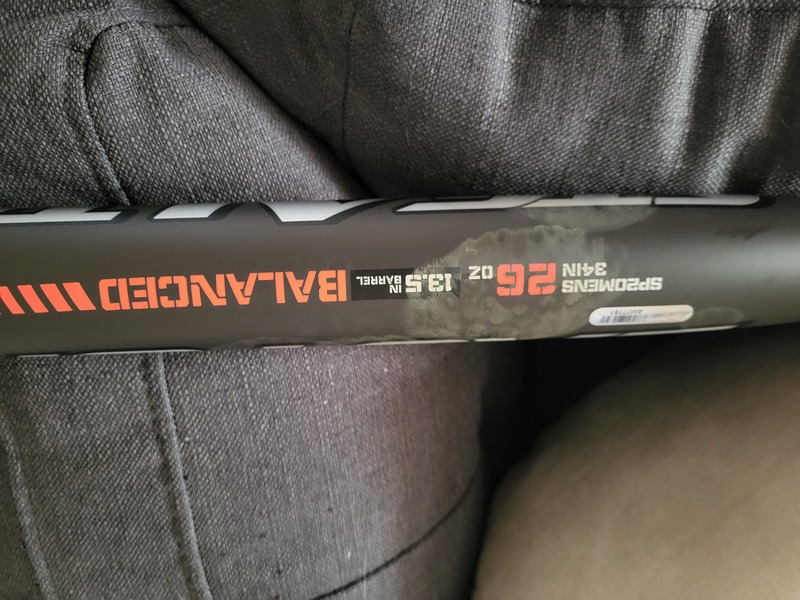 SP20MENS
34IN
26 OZ
13.5 IN
BARREL
BALANCED